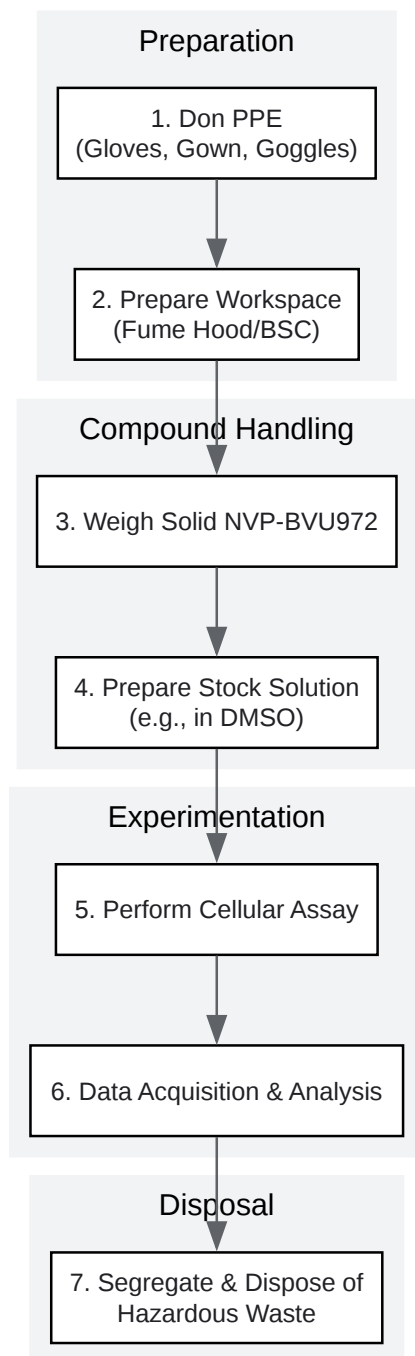 Preparation
1. Don PPE
(Gloves, Gown, Goggles)
2. Prepare Workspace
(Fume Hood/BSC)
Compound Handling
3. Weigh Solid NVP-BVU972
4. Prepare Stock Solution
(e.g., in DMSO)
Experimentation
5. Perform Cellular Assay
6. Data Acquisition & Analysis
Disposal
7. Segregate & Dispose of
Hazardous Waste